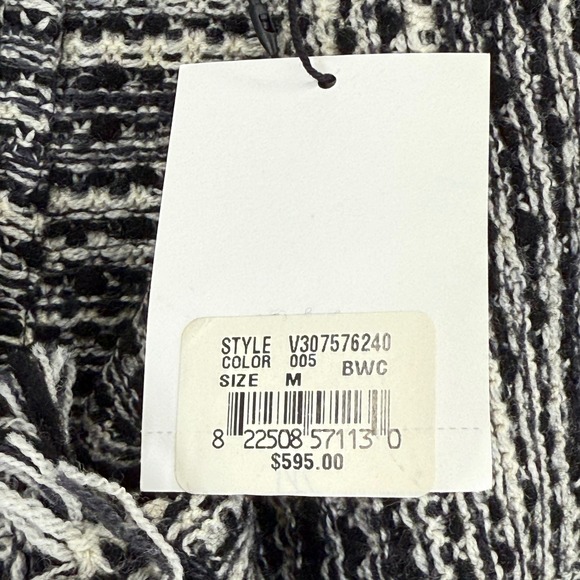 STYLE V307576240
COLOR 005 BWC
SIZE M
8 22508 57113 0
$595.00